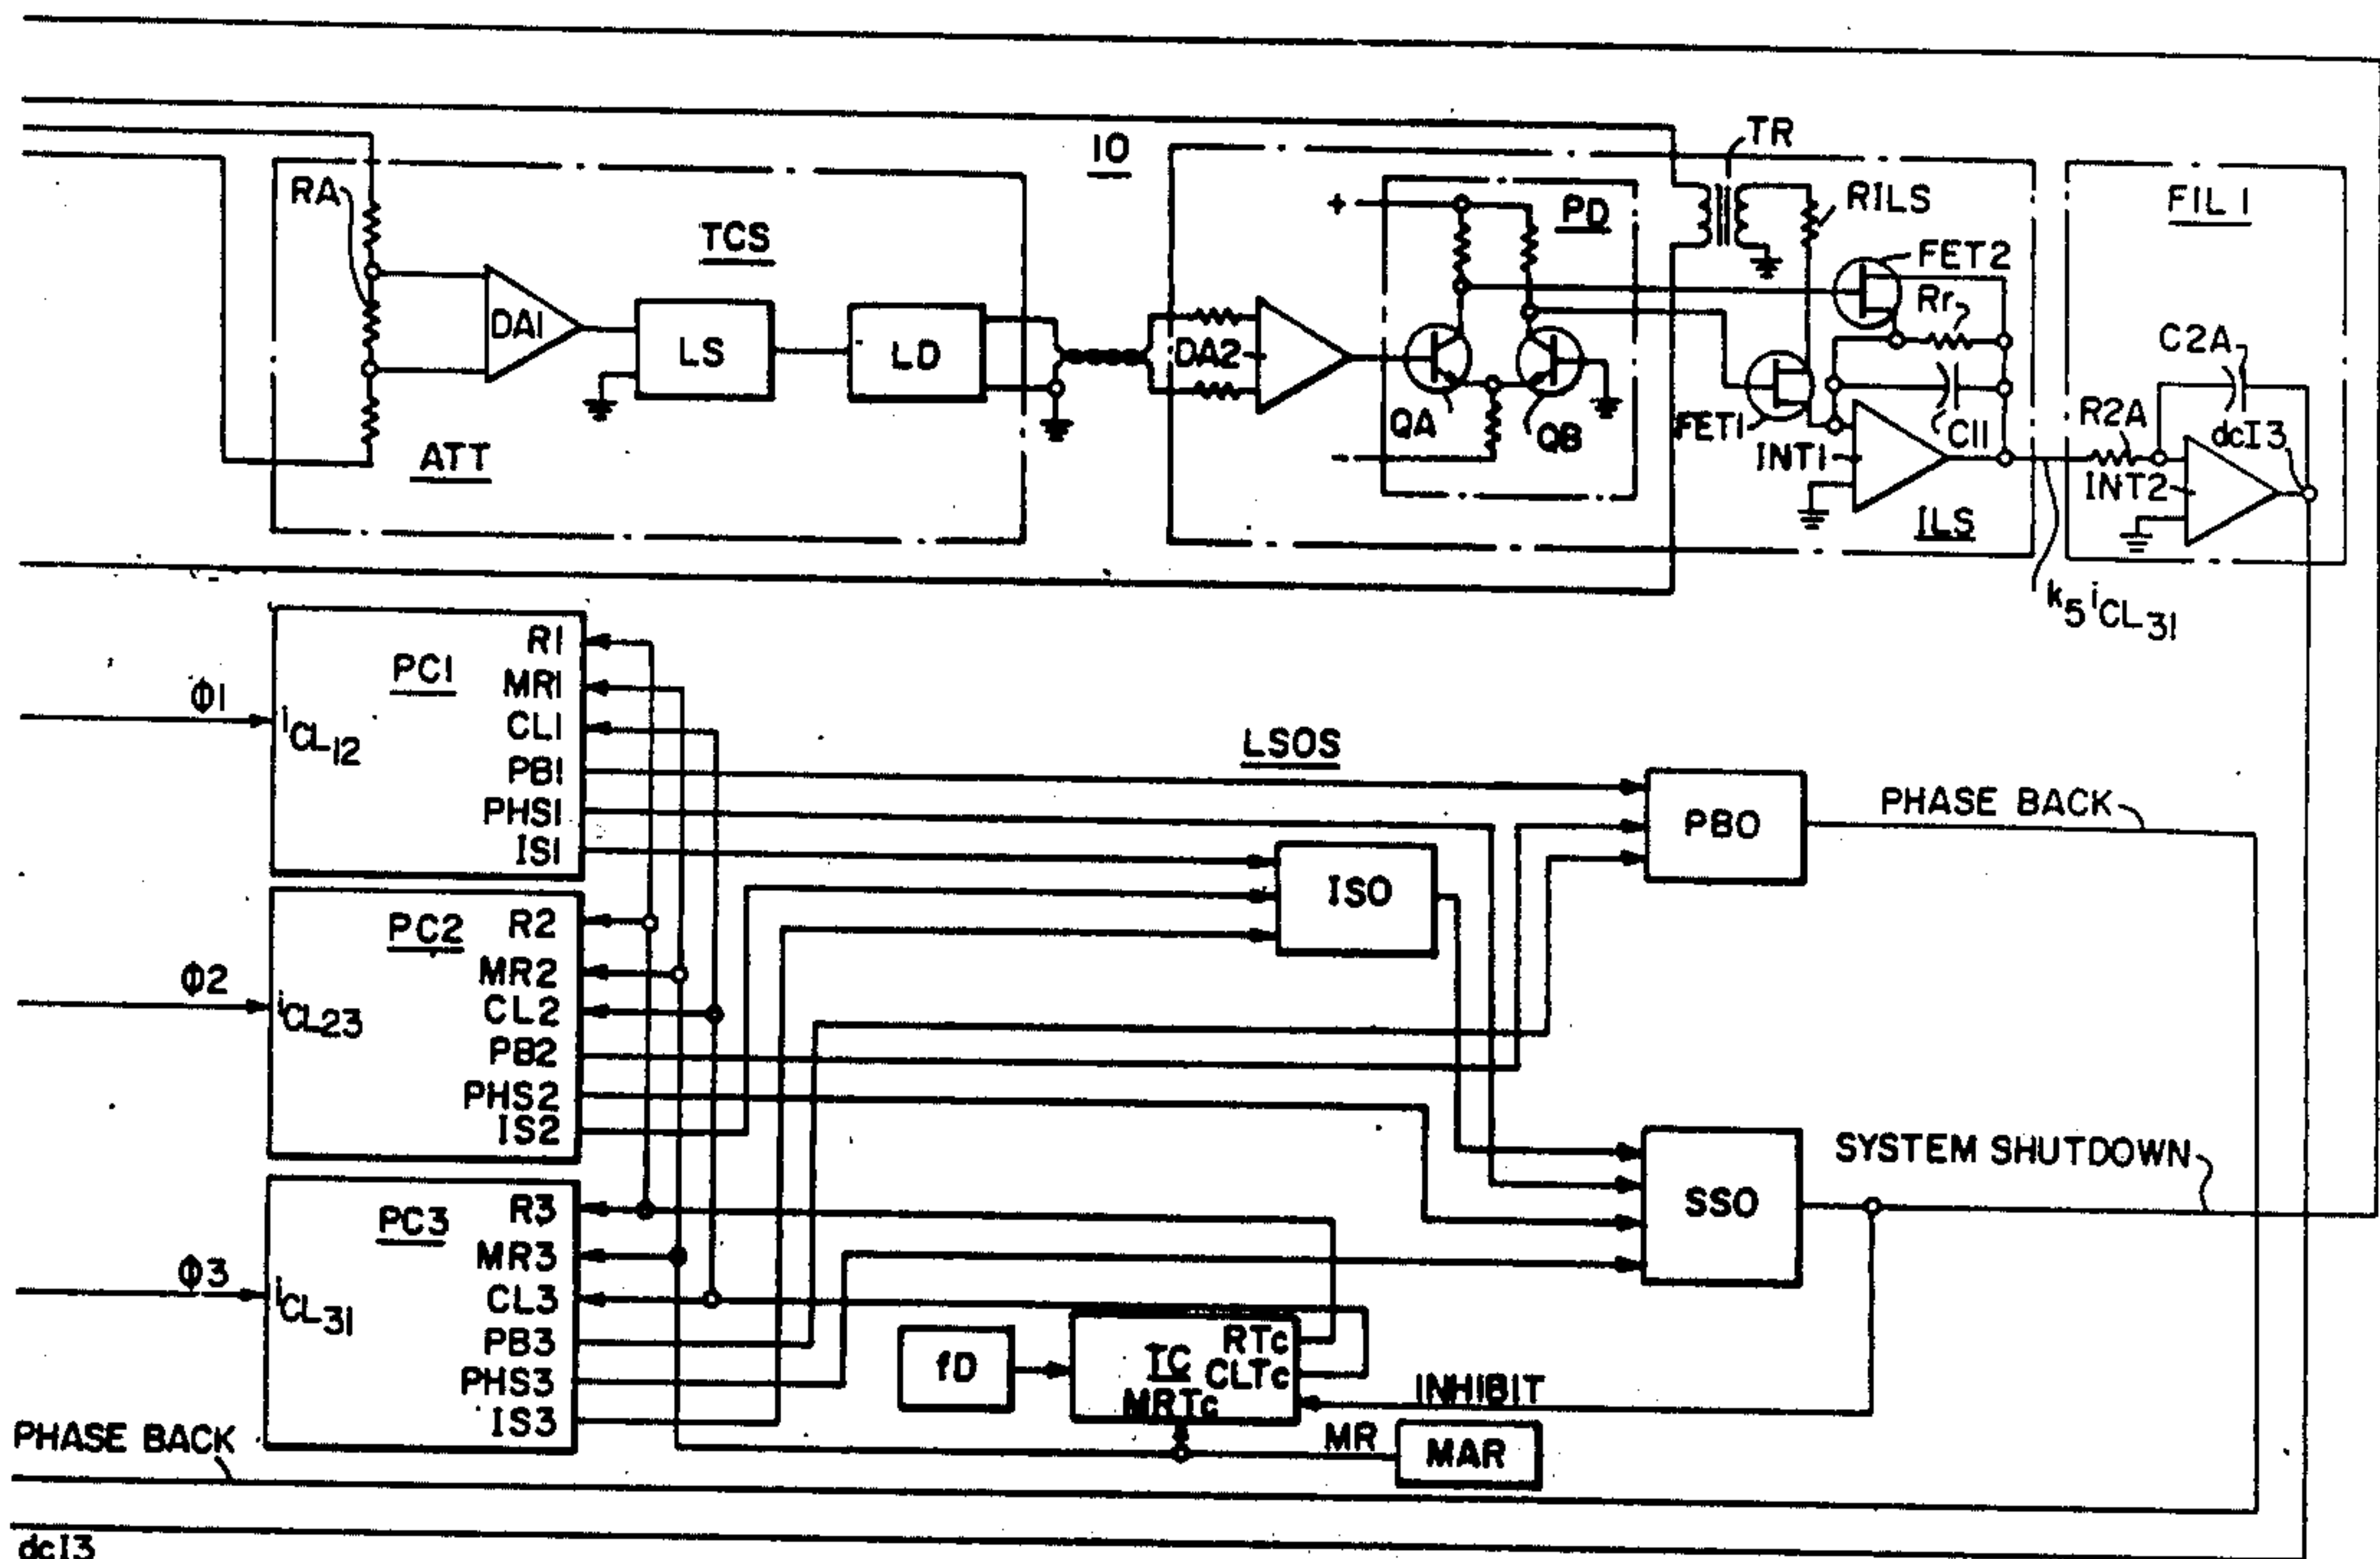 TR
10
RA
RILS
PD
FIL 1
+
TCS
FET2
Rr
DA1
LS
LD
DA2
C2A
R2A
dcI3
QA
QB
FET1
C11
INT1
INT2
ATT
ILS
k5iCL31
R1
PC1
MR1
Φ1
iCL12
CL1
LSOS
PB1
PHS1
PBO
PHASE BACK
IS1
ISO
R2
PC2
MR2
Φ2
iCL23
CL2
PB2
PHS2
IS2
SYSTEM SHUTDOWN
SSO
R3
PC3
MR3
Φ3
iCL31
CL3
PB3
fD
TC
RTc
CLTc
MRTc
PHS3
INHIBIT
IS3
PHASE BACK
MR
MAR
dcI3